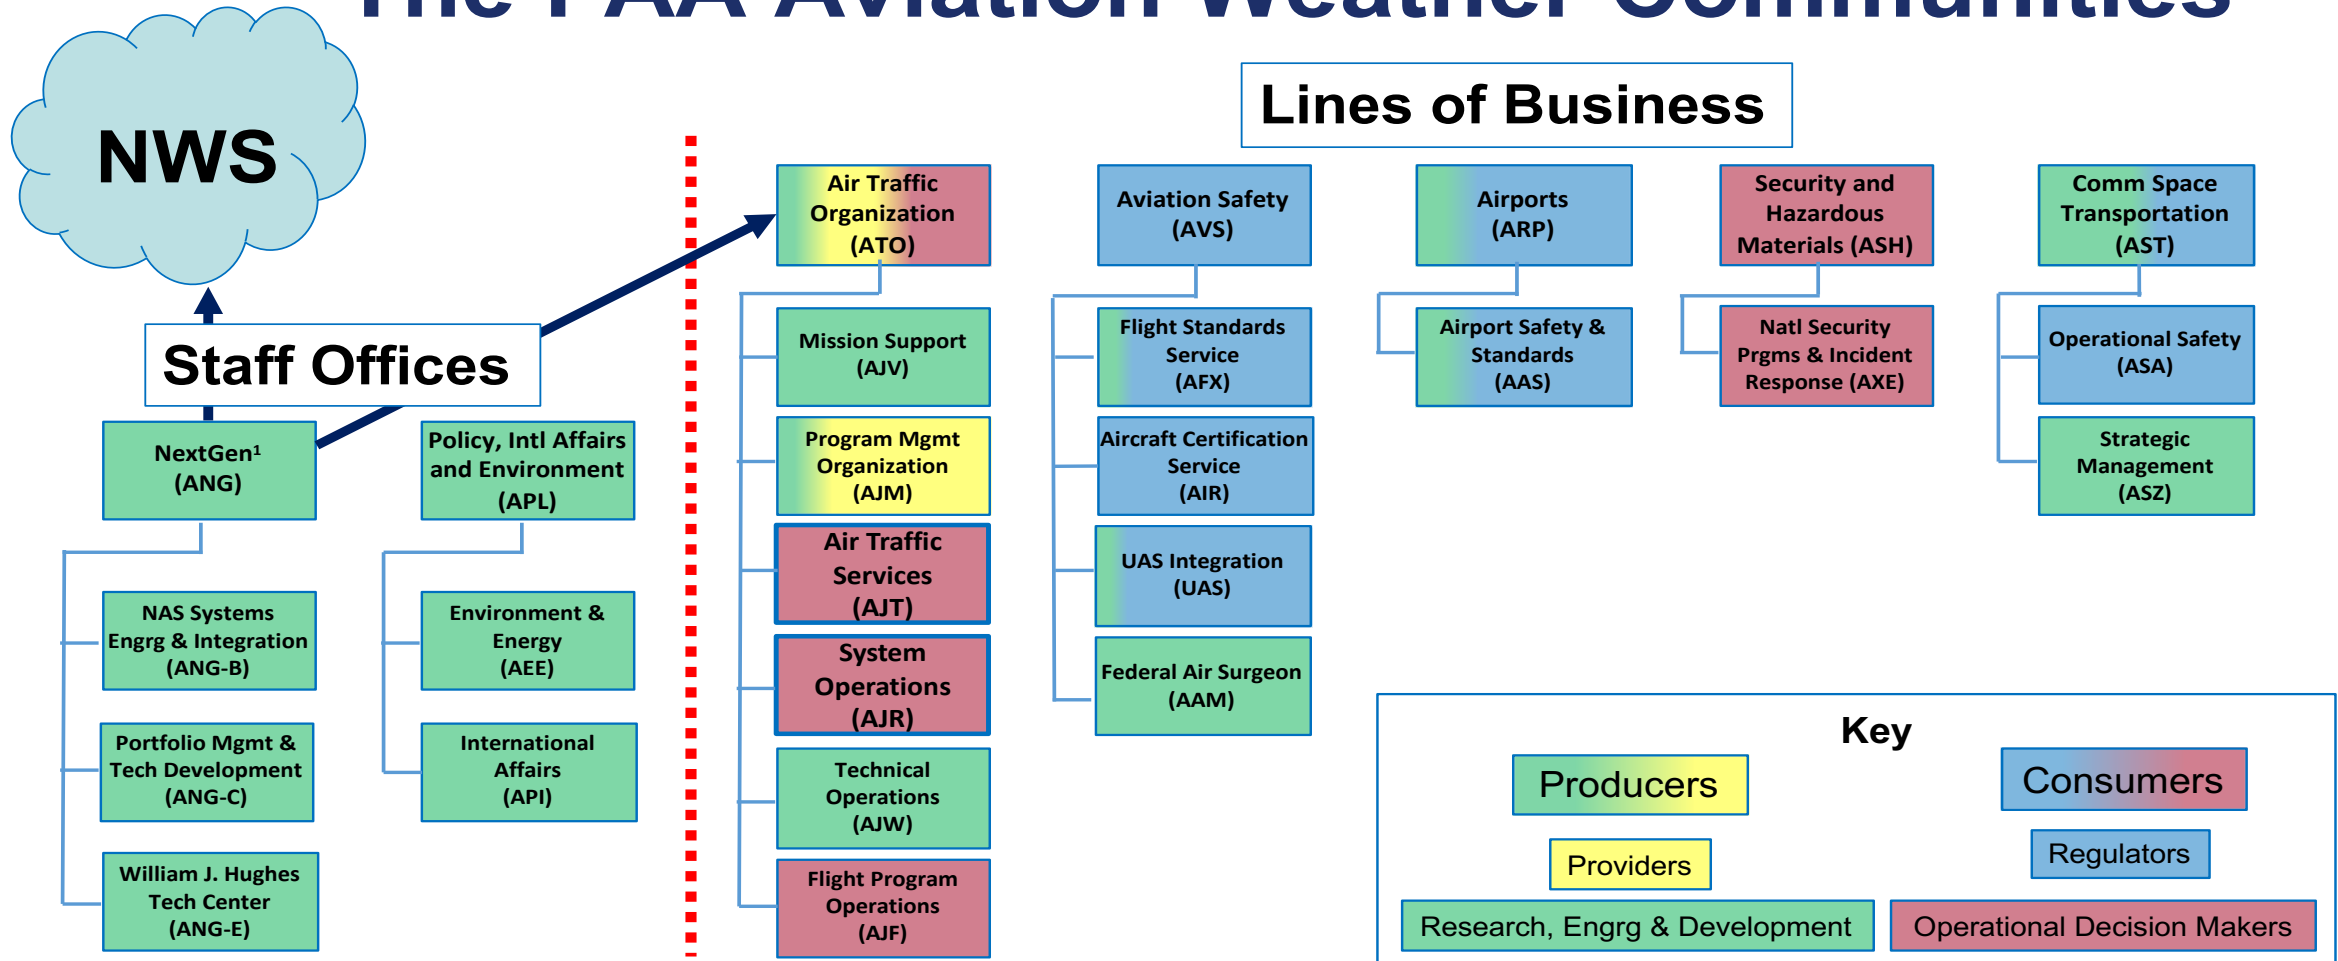 The FAA Aviation Weather Communities
NWS
Lines of Business
Staff Offices
NextGen¹
(ANG)
NAS Systems
Engrg & Integration
(ANG-B)
Portfolio Mgmt &
Tech Development
(ANG-C)
William J. Hughes
Tech Center
(ANG-E)
Policy, Intl Affairs
and Environment
(APL)
Environment &
Energy
(AEE)
International
Affairs
(API)
Air Traffic
Organization
(ATO)
Mission Support
(AJV)
Program Mgmt
Organization
(AJM)
Air Traffic
Services
(AJT)
System
Operations
(AJR)
Technical
Operations
(AJW)
Flight Program
Operations
(AJF)
Aviation Safety
(AVS)
Flight Standards
Service
(AFX)
Aircraft Certification
Service
(AIR)
UAS Integration
(UAS)
Federal Air Surgeon
(AAM)
Airports
(ARP)
Airport Safety &
Standards
(AAS)
Security and
Hazardous
Materials (ASH)
Natl Security
Prgms & Incident
Response (AXE)
Comm Space
Transportation
(AST)
Operational Safety
(ASA)
Strategic
Management
(ASZ)
Key
Producers
Consumers
Providers
Regulators
Research, Engrg & Development
Operational Decision Makers